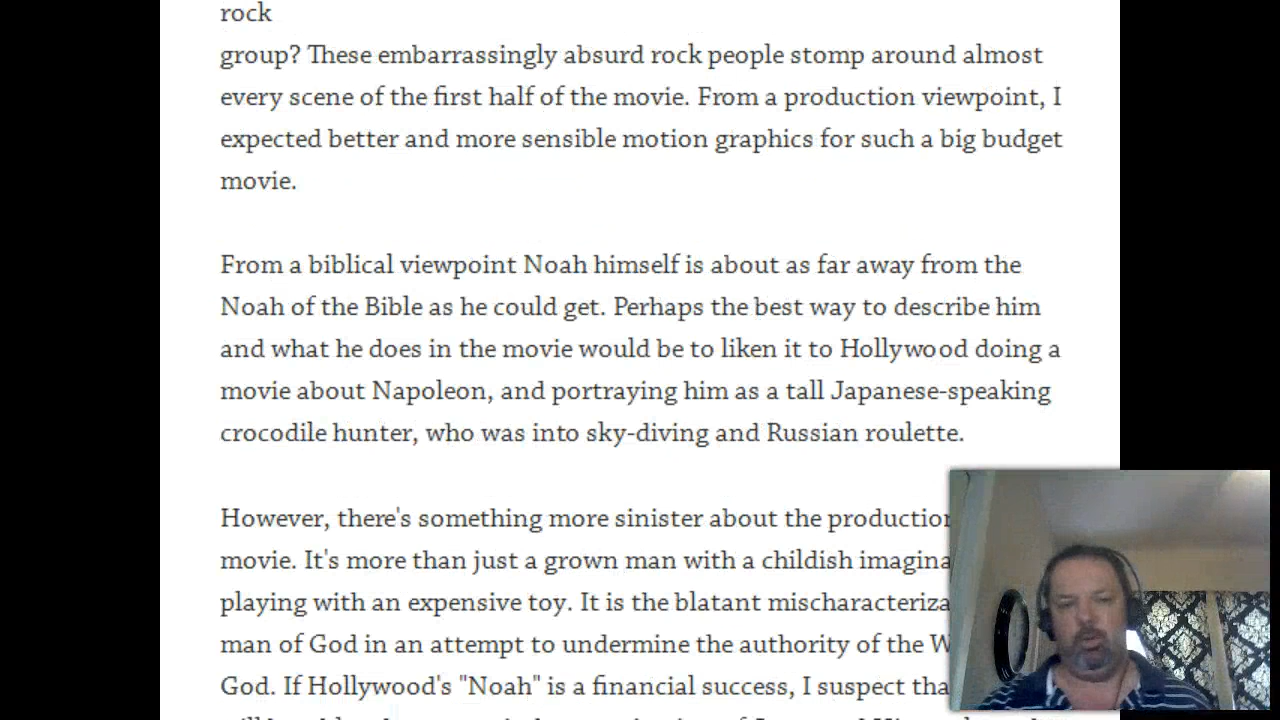 rock
group? These embarrassingly absurd rock people stomp around almost
every scene of the first half of the movie. From a production viewpoint, I
expected better and more sensible motion graphics for such a big budget
movie.
From a biblical viewpoint Noah himself is about as far away from the
Noah of the Bible as he could get. Perhaps the best way to describe him
and what he does in the movie would be to liken it to Hollywood doing a
movie about Napoleon, and portraying him as a tall Japanese-speaking
crocodile hunter, who was into sky-diving and Russian roulette.
However, there's something more sinister about the production
movie. It's more than just a grown man with a childish imagina
playing with an expensive toy. It is the blatant mischaracteriza
man of God in an attempt to undermine the authority of the W
God. If Hollywood's "Noah" is a financial success, I suspect tha